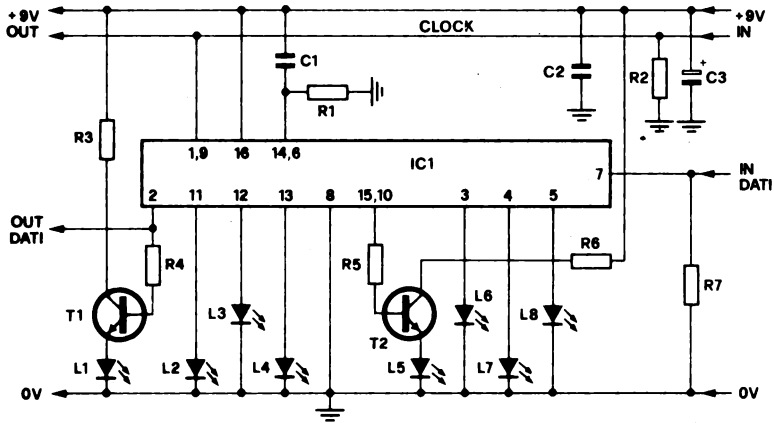 +9V
+9V
OUT
CLOCK
IN
C1
C2
R2
+
C3
R1
R3
1,9
16
14,6
IC1
7
IN
DATI
2
11
12
13
8
15,10
3
4
5
OUT
DATI
R4
R5
R6
R7
T1
L3
T2
L6
L8
L1
L2
L4
L5
L7
0V
0V